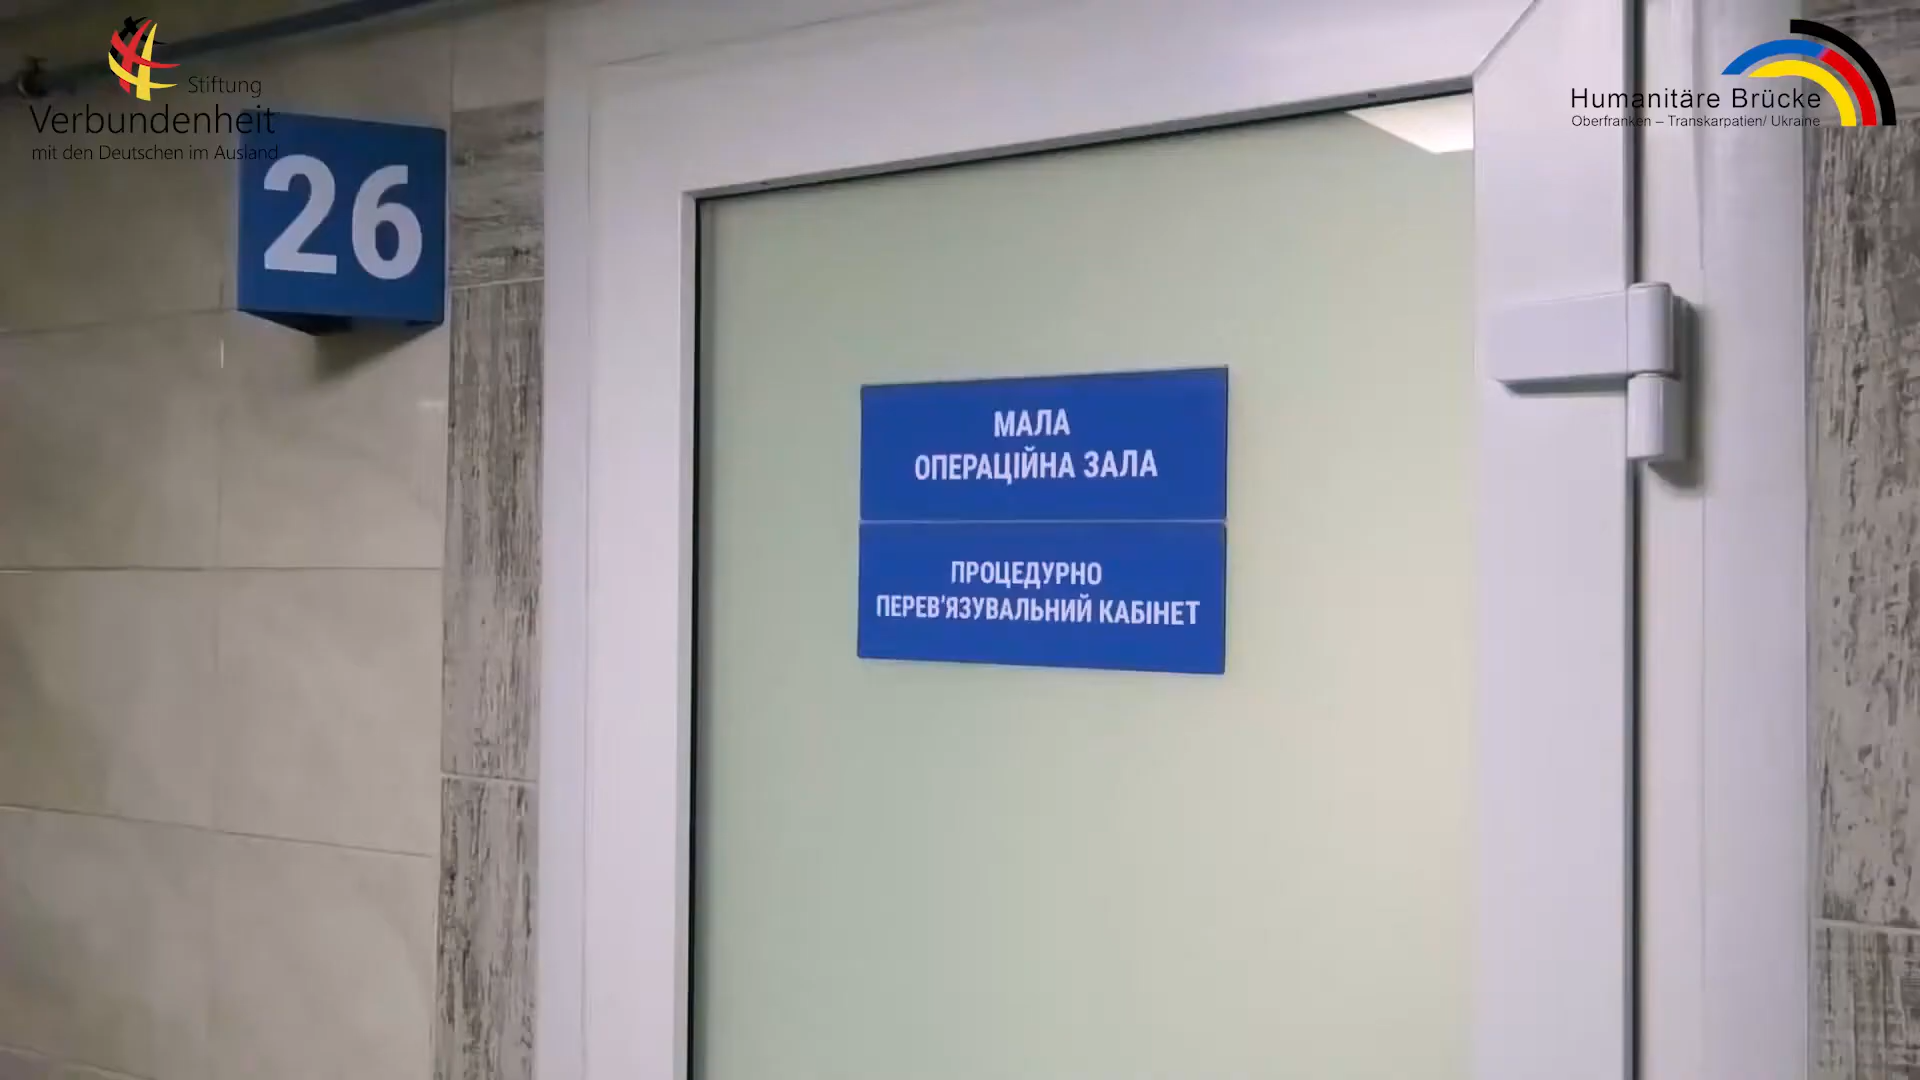 Stiftung
Verbundenheit
mit den Deutschen im Ausland
Humanitäre Brücke
Oberfranken – Transkarpatien/ Ukraine
26
МАЛА
ОПЕРАЦІЙНА ЗАЛА
ПРОЦЕДУРНО
ПЕРЕВ’ЯЗУВАЛЬНИЙ КАБІНЕТ